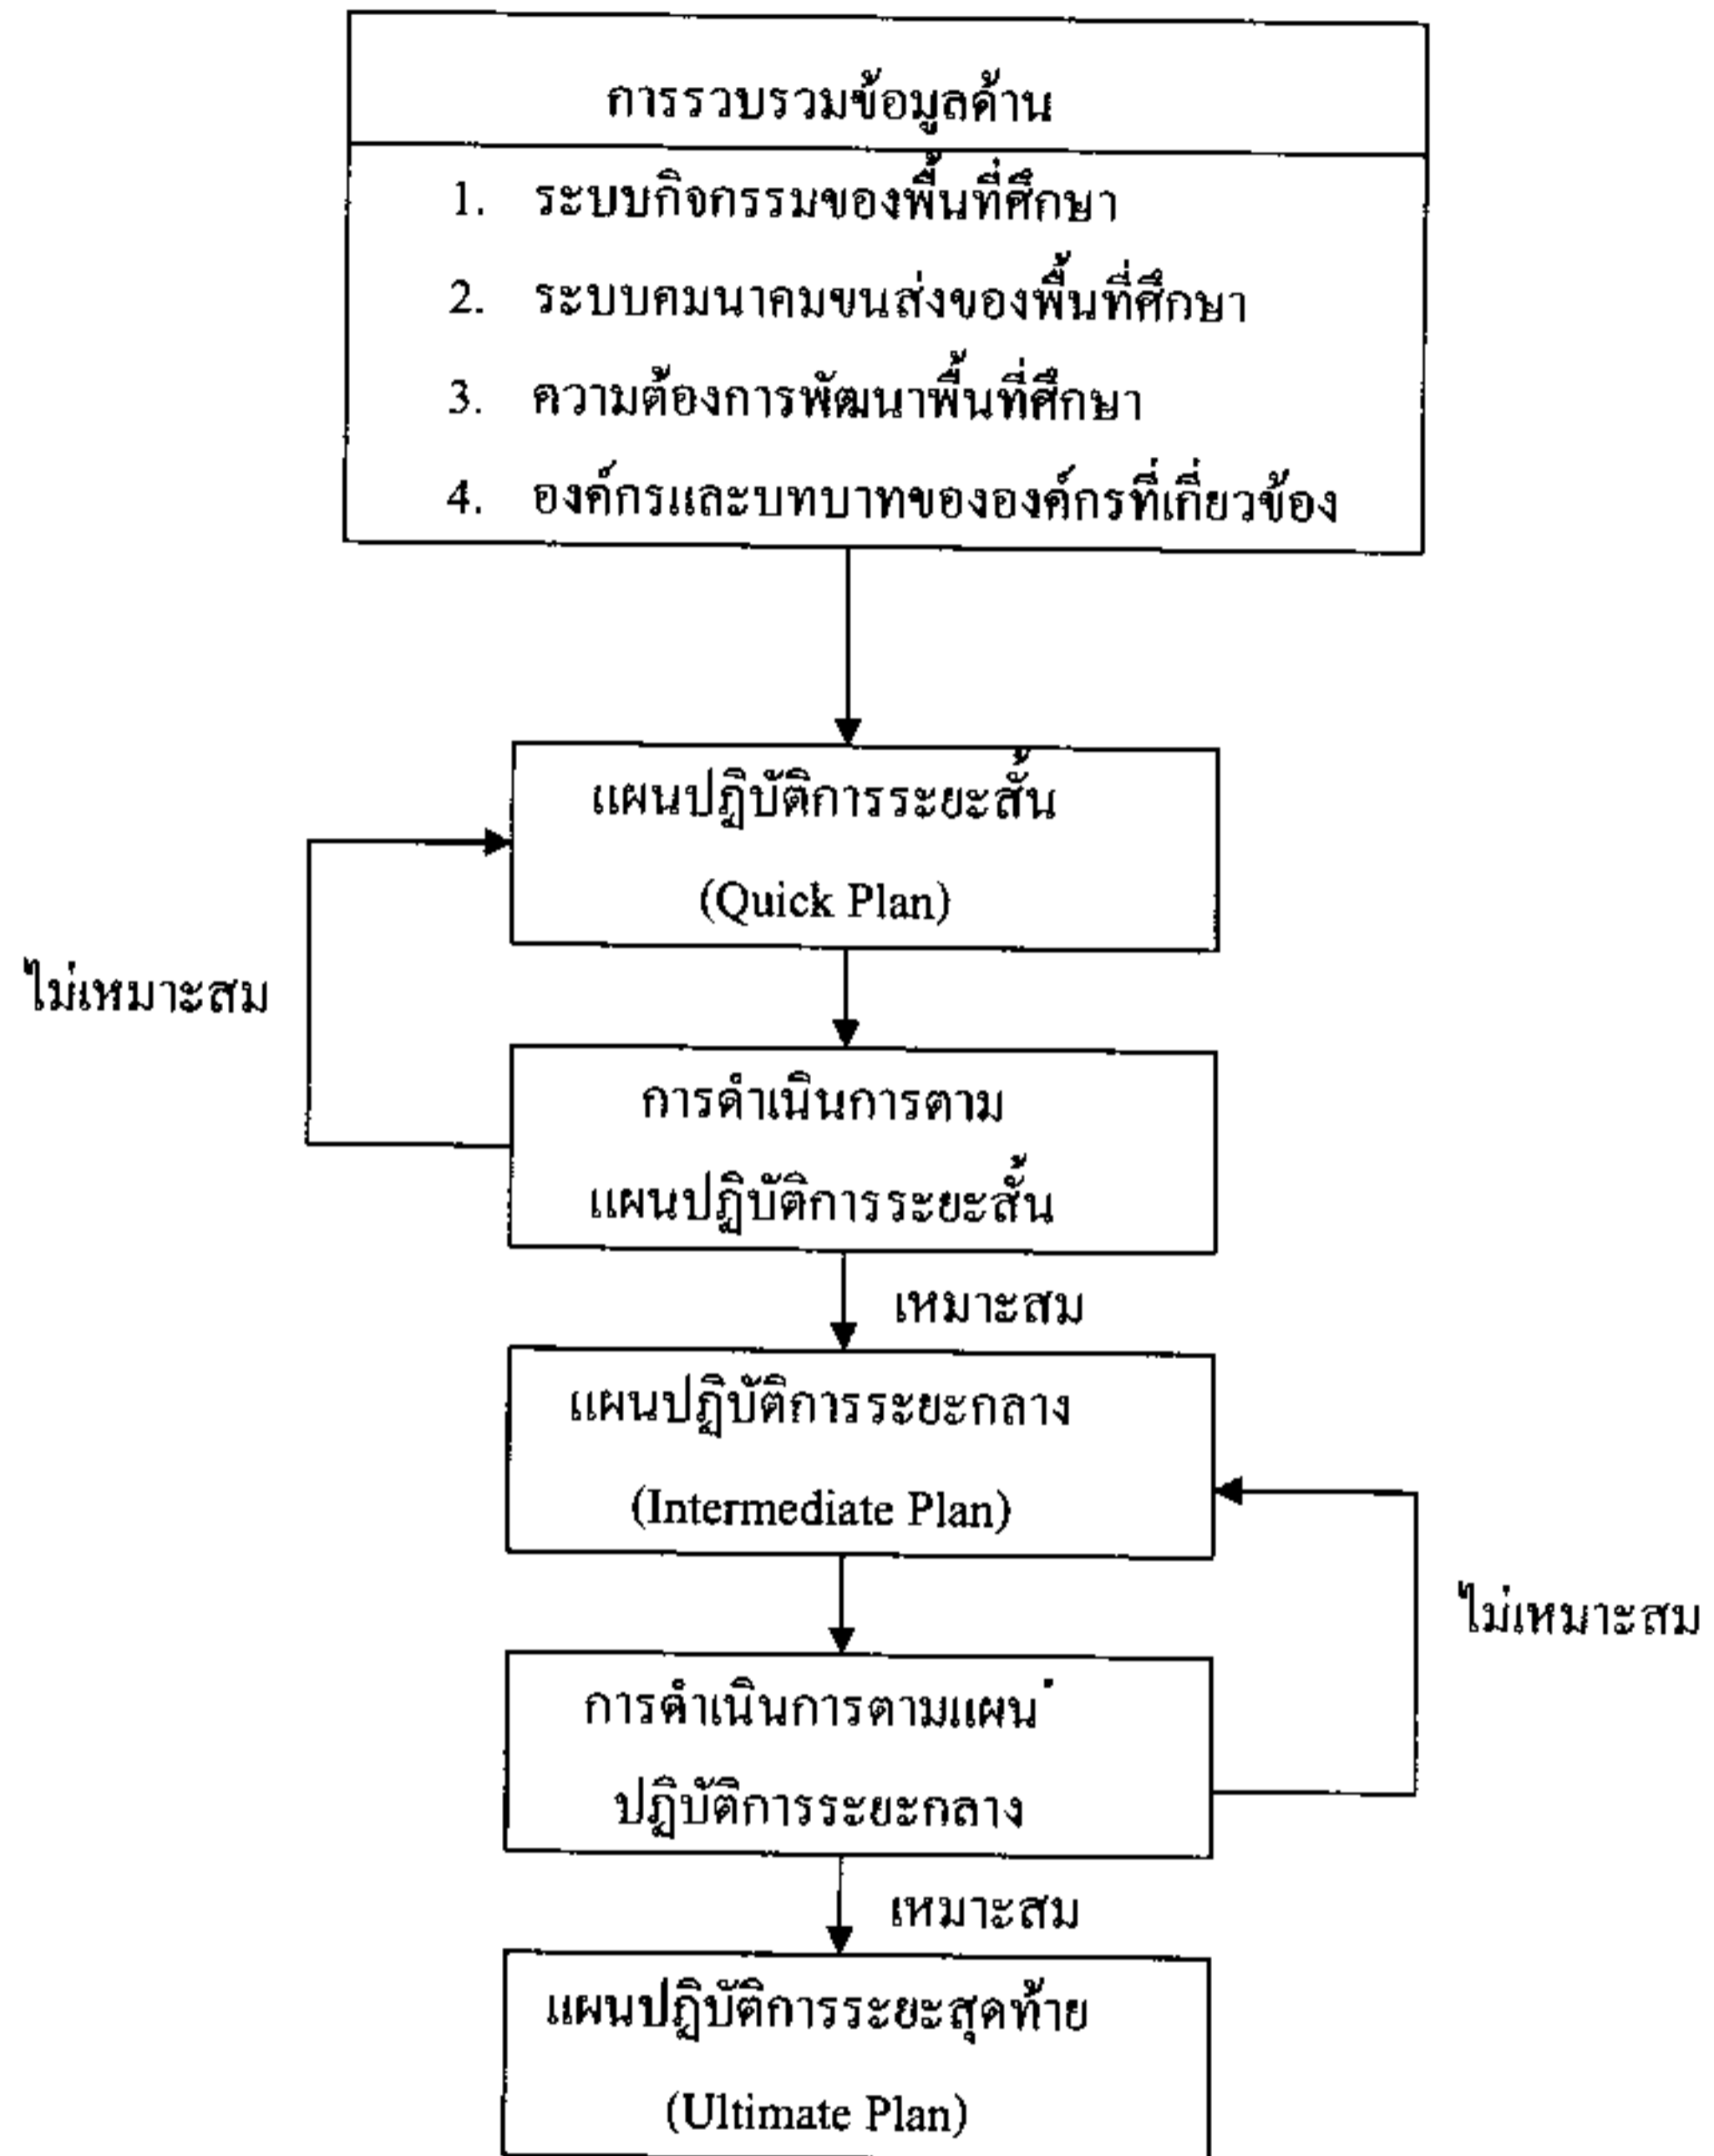 การรวบรวมข้อมูลด้าน
1. ระบบกิจกรรมของพื้นที่ศึกษา
2. ระบบคมนาคมขนส่งของพื้นที่ศึกษา
3. ความต้องการพัฒนาพื้นที่ศึกษา
4. องค์กรและบทบาทขององค์กรที่เกี่ยวข้อง
แผนปฏิบัติการระยะสั้น
(Quick Plan)
ไม่เหมาะสม
การดำเนินการตาม
แผนปฏิบัติการระยะสั้น
เหมาะสม
แผนปฏิบัติการระยะกลาง
(Intermediate Plan)
ไม่เหมาะสม
การดำเนินการตามแผน
ปฏิบัติการระยะกลาง
เหมาะสม
แผนปฏิบัติการระยะสุดท้าย
(Ultimate Plan)